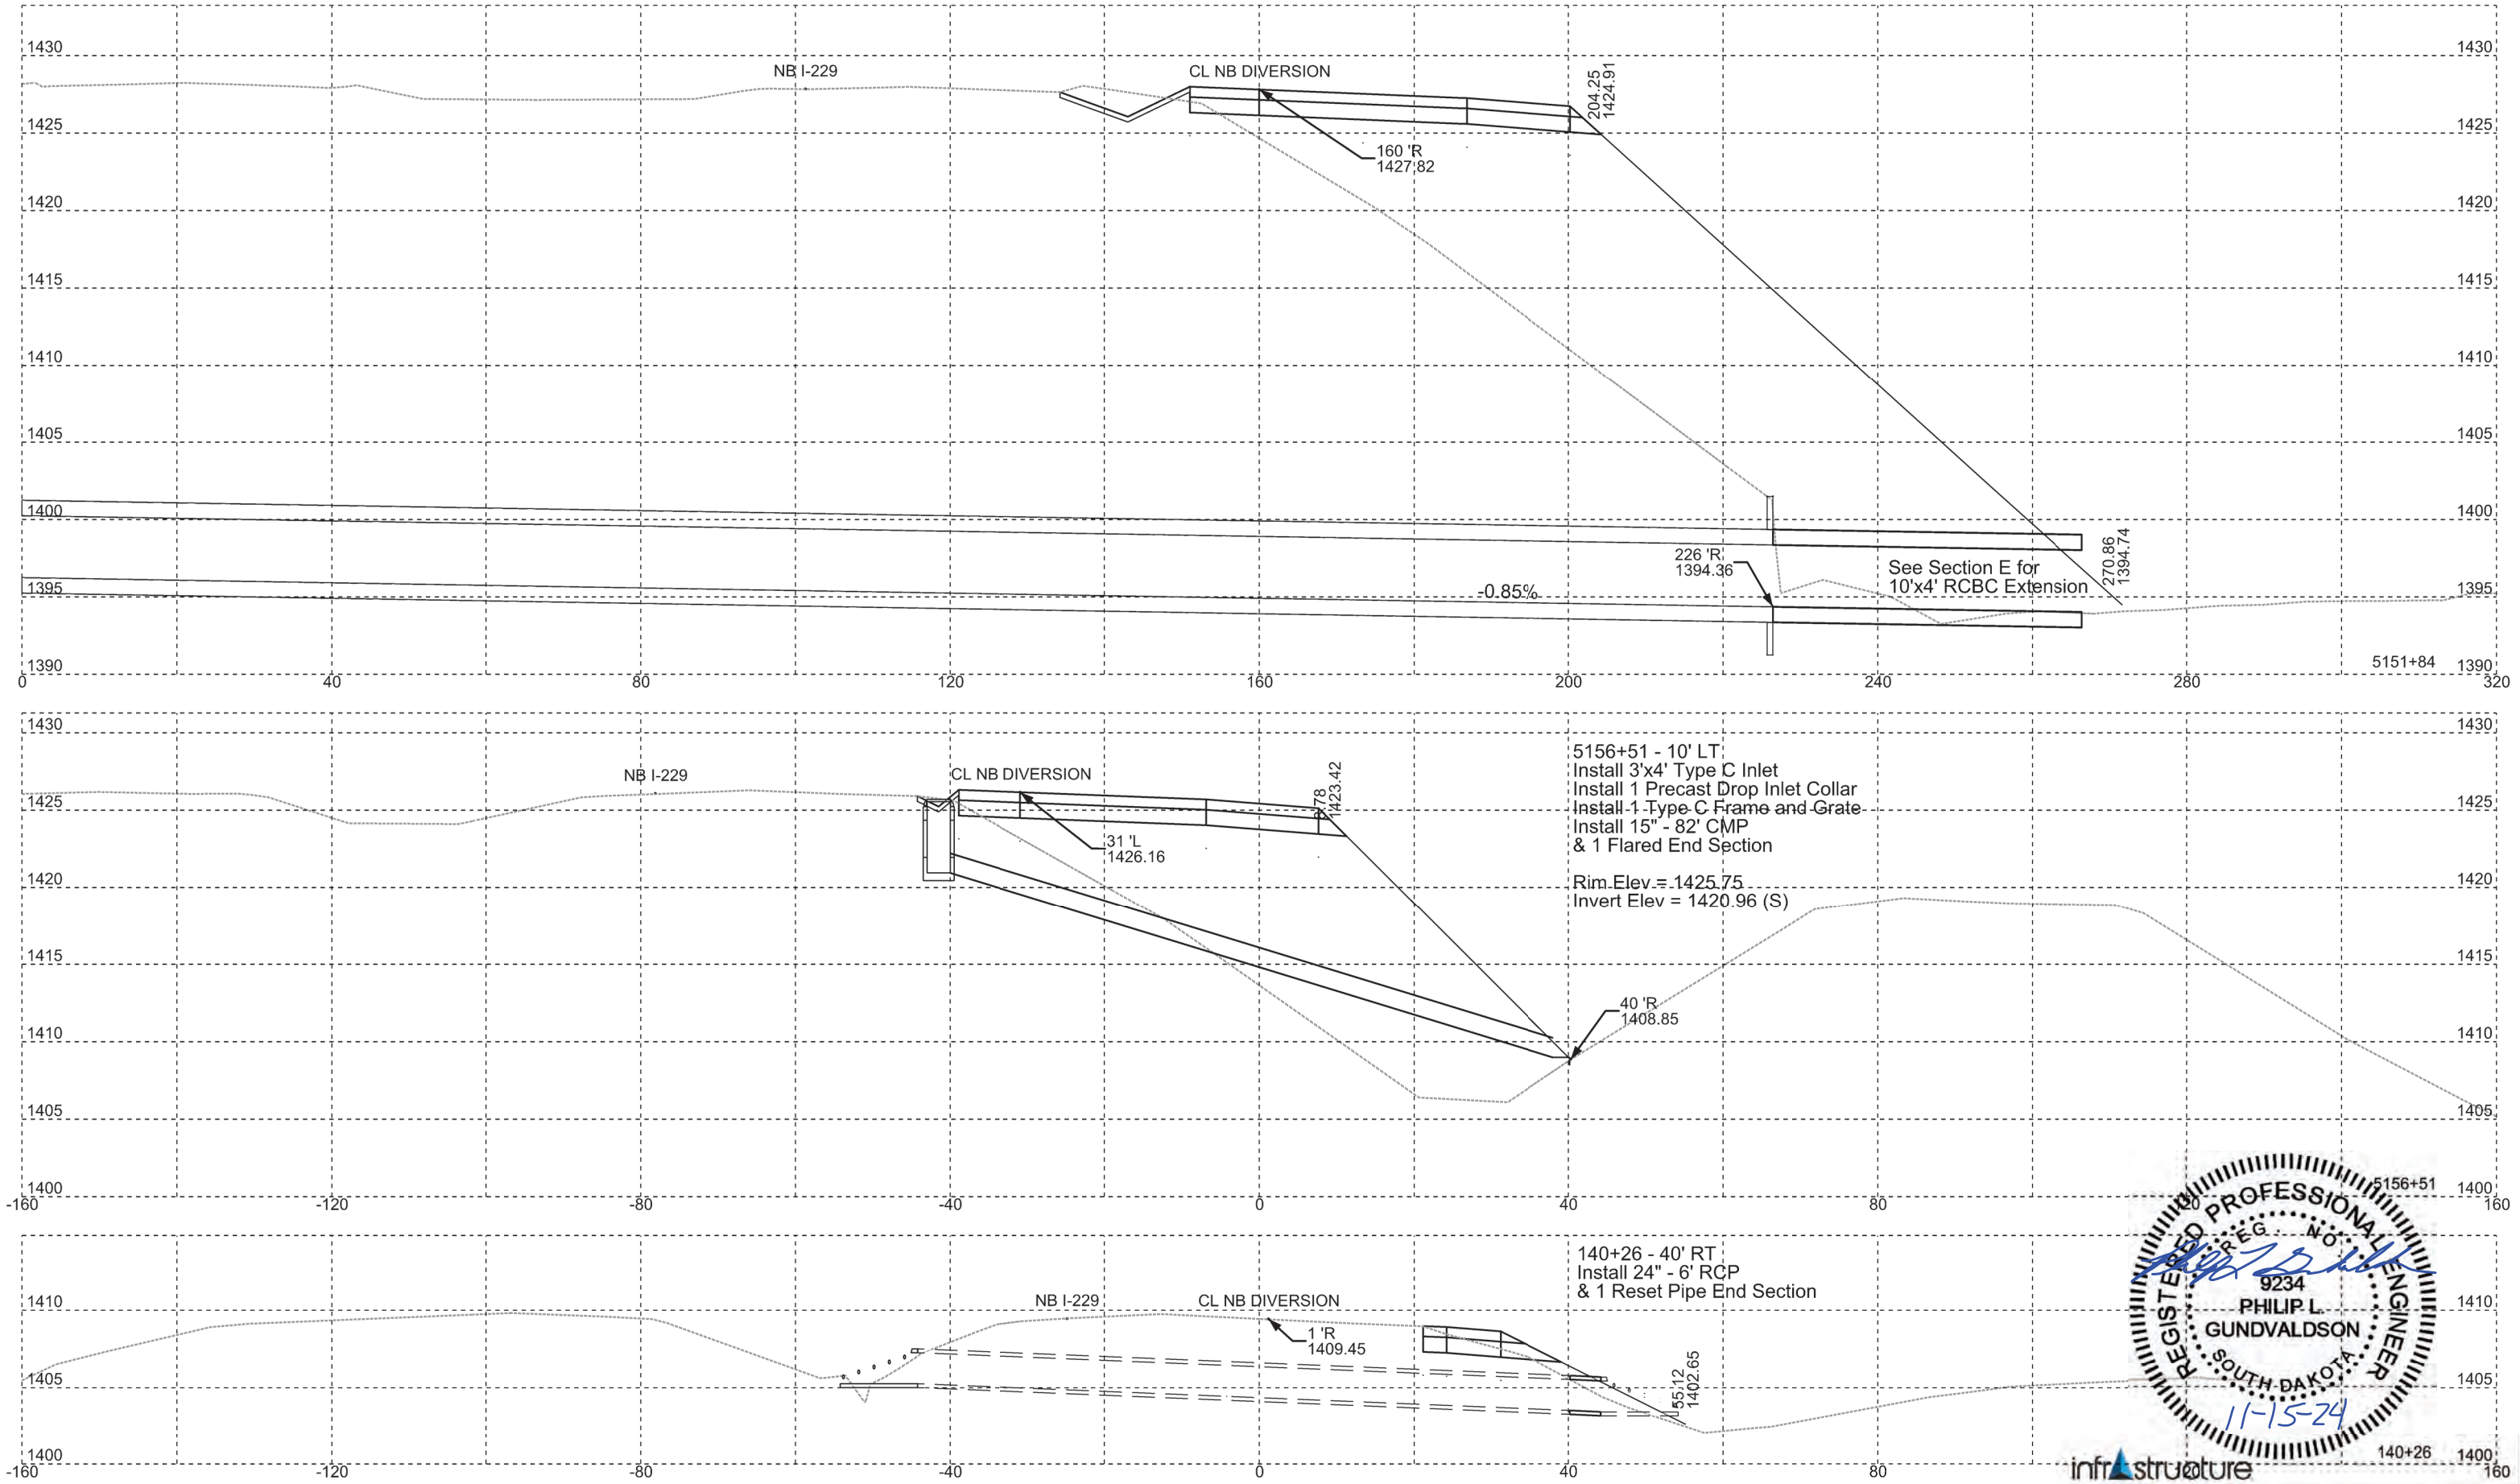 1430
1430
NB I-229
CL NB DIVERSION
204.25
1424.91
1425
1425
160 'R
1427.82
1420
1420
1415
1415
1410
1410
1405
1405
1400
1400
226 'R
1394.36
See Section E for
10'x4' RCBC Extension
270.86
1394.74
1395
-0.85%
1395
1390
5151+84
1390
0
40
80
120
160
200
240
280
320
1430
1430
NB I-229
CL NB DIVERSION
5156+51 - 10' LT
Install 3'x4' Type C Inlet
Install 1 Precast Drop Inlet Collar
Install 1 Type C Frame and Grate
Install 15" - 82' CMP
& 1 Flared End Section
Rim Elev = 1425.75
Invert Elev = 1420.96 (S)
1423.42
1425
1425
31 'L
1426.16
1420
1420
1415
1415
40 'R
1408.85
1410
1410
1405
1405
1400
5156+51
1400
-160
-120
-80
-40
0
40
80
120
160
140+26 - 40' RT
Install 24" - 6' RCP
& 1 Reset Pipe End Section
1410
NB I-229
CL NB DIVERSION
1410
1 'R
1409.45
55.12
1402.65
1405
1405
1400
140+26
1400
-160
-120
-80
-40
0
40
80
120
160
REGISTERED PROFESSIONAL ENGINEER
REG. NO.
9234
PHILIP L.
GUNDVALDSON
SOUTH DAKOTA
11-15-24
infrastructure